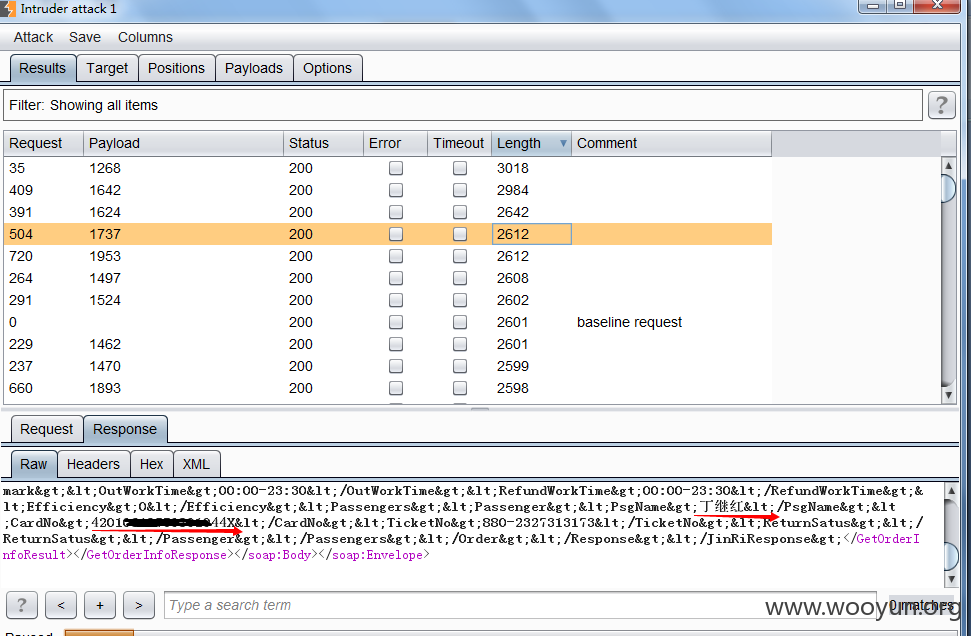 Intruder attack 1
Attack Save Columns
Results Target Positions Payloads Options
Filter: Showing all items ?
Request Payload Status Error Timeout Length Comment
35 1268 200 3018
409 1642 200 2984
391 1624 200 2642
504 1737 200 2612
720 1953 200 2612
264 1497 200 2608
291 1524 200 2602
0 200 2601 baseline request
229 1462 200 2601
237 1470 200 2599
660 1893 200 2598
Request Response
Raw Headers Hex XML
mark&gt;&lt;OutWorkTime&gt;00:00-23:30&lt;/OutWorkTime&gt;&lt;RefundWorkTime&gt;00:00-23:30&lt;/RefundWorkTime&gt;&
lt;Efficiency&gt;0&lt;/Efficiency&gt;&lt;Passengers&gt;&lt;Passenger&gt;&lt;PsgName&gt;丁继红&lt;/PsgName&gt;&lt
;CardNo&gt;4201 44X&lt;/CardNo&gt;&lt;TicketNo&gt;880-2327313173&lt;/TicketNo&gt;&lt;ReturnSatus&gt;&lt;/
ReturnSatus&gt;&lt;/Passenger&gt;&lt;/Passengers&gt;&lt;/Order&gt;&lt;/Response&gt;&lt;/JinRiResponse&gt;</GetOrderI
nfoResult></GetOrderInfoResponse></soap:Body></soap:Envelope>
? < + > Type a search term 0 matches
www.wooyun.org